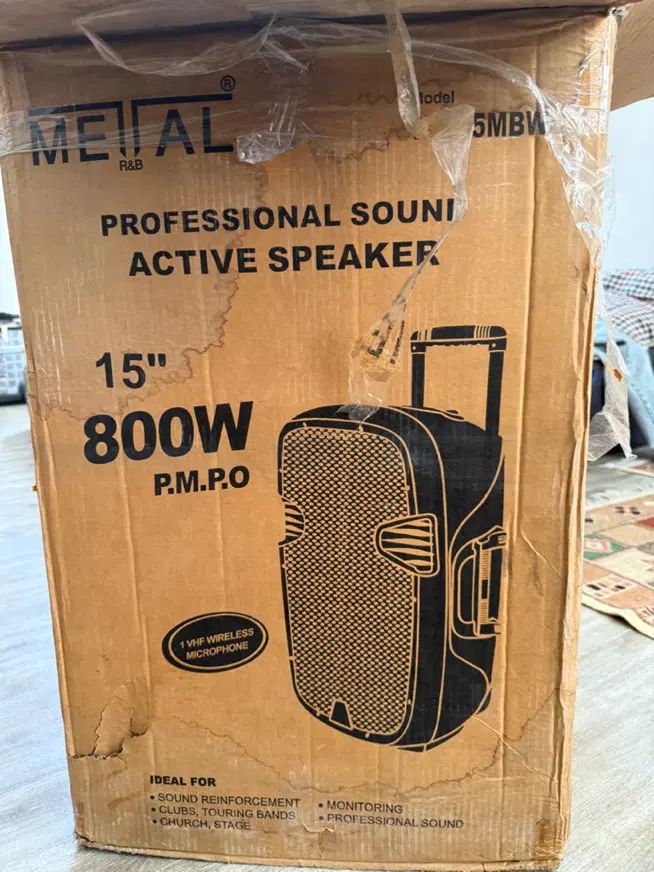 METAL
®
R&B
Model
5MBW
PROFESSIONAL SOUND
ACTIVE SPEAKER
15"
800W
P.M.P.O
1 VHF WIRELESS
MICROPHONE
IDEAL FOR
• SOUND REINFORCEMENT
• CLUBS, TOURING BANDS
• CHURCH, STAGE
• MONITORING
• PROFESSIONAL SOUND